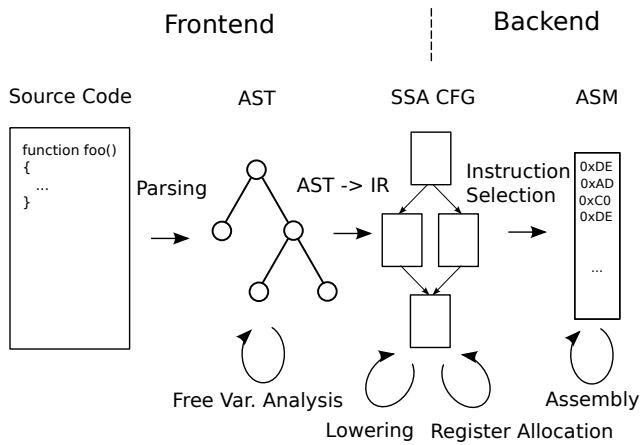 Frontend
Backend
Source Code
AST
SSA CFG
ASM
function foo()
{
...
}
Parsing
AST -> IR
Instruction
Selection
0xDE
0xAD
0xC0
0xDE
...
Free Var. Analysis
Lowering
Register Allocation
Assembly